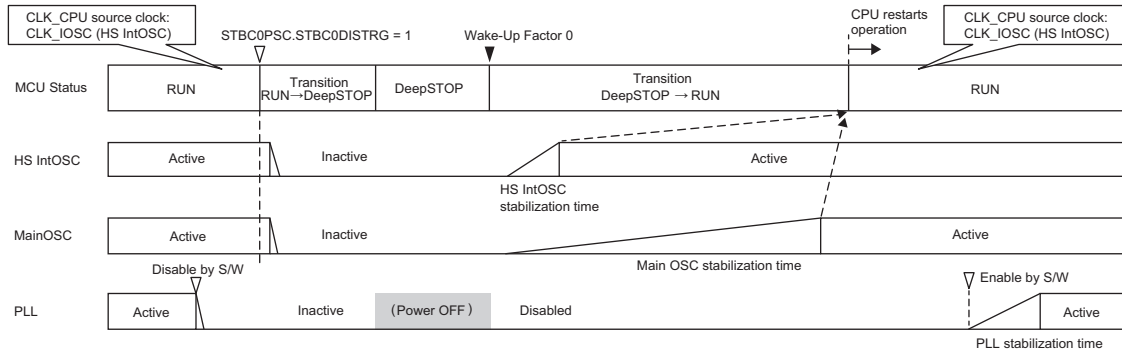 CLK_CPU source clock:
CLK_IOSC (HS IntOSC)
STBC0PSC.STBC0DISTRG = 1
Wake-Up Factor 0
CPU restarts
operation
CLK_CPU source clock:
CLK_IOSC (HS IntOSC)
MCU Status
RUN
Transition
RUN→DeepSTOP
DeepSTOP
Transition
DeepSTOP → RUN
RUN
HS IntOSC
Active
Inactive
Active
HS IntOSC
stabilization time
MainOSC
Active
Inactive
Active
Main OSC stabilization time
Disable by S/W
Enable by S/W
PLL
Active
Inactive
(Power OFF)
Disabled
Active
PLL stabilization time